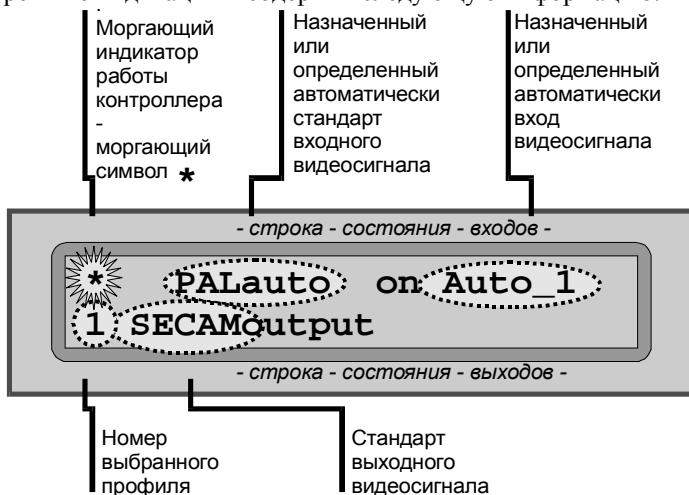 Моргающий
индикатор
работы
контроллера
-
моргающий
символ *
Назначенный
или
определенный
автоматически
стандарт
входного
видеосигнала
Назначенный
или
определенный
автоматически
вход
видеосигнала
- строка - состояния - входов -
* PALauto on Auto_1
1 SECAMoutput
- строка - состояния - выходов -
Номер
выбранного
профиля
Стандарт
выходного
видеосигнала